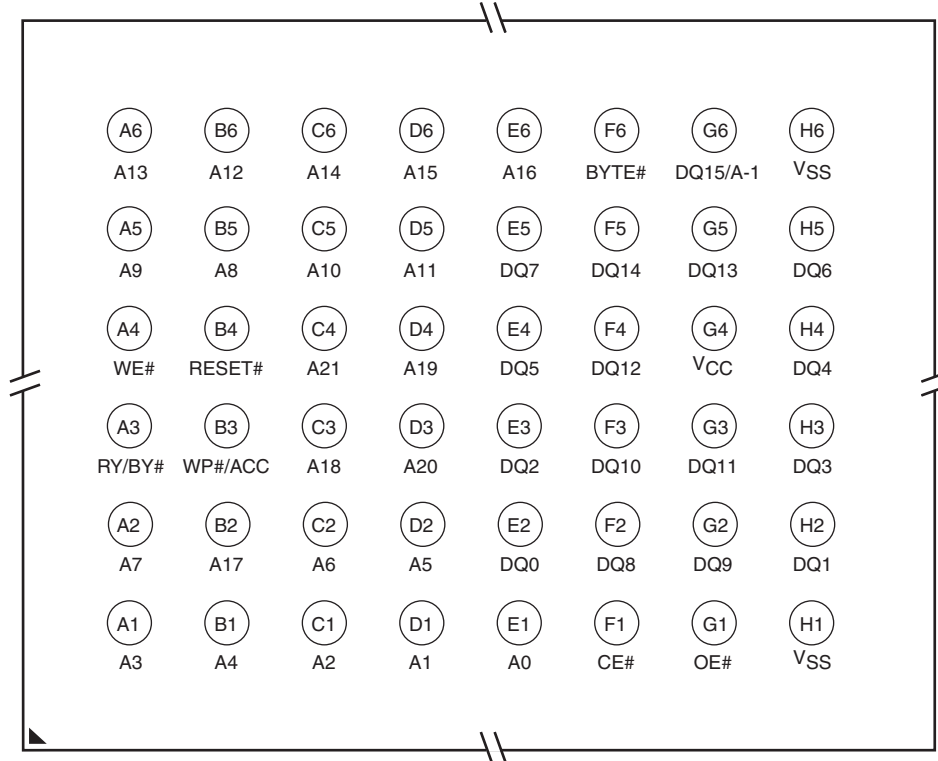 A6 B6 C6 D6 E6 F6 G6 H6
A13 A12 A14 A15 A16 BYTE# DQ15/A-1 VSS
A5 B5 C5 D5 E5 F5 G5 H5
A9 A8 A10 A11 DQ7 DQ14 DQ13 DQ6
A4 B4 C4 D4 E4 F4 G4 H4
WE# RESET# A21 A19 DQ5 DQ12 VCC DQ4
A3 B3 C3 D3 E3 F3 G3 H3
RY/BY# WP#/ACC A18 A20 DQ2 DQ10 DQ11 DQ3
A2 B2 C2 D2 E2 F2 G2 H2
A7 A17 A6 A5 DQ0 DQ8 DQ9 DQ1
A1 B1 C1 D1 E1 F1 G1 H1
A3 A4 A2 A1 A0 CE# OE# VSS